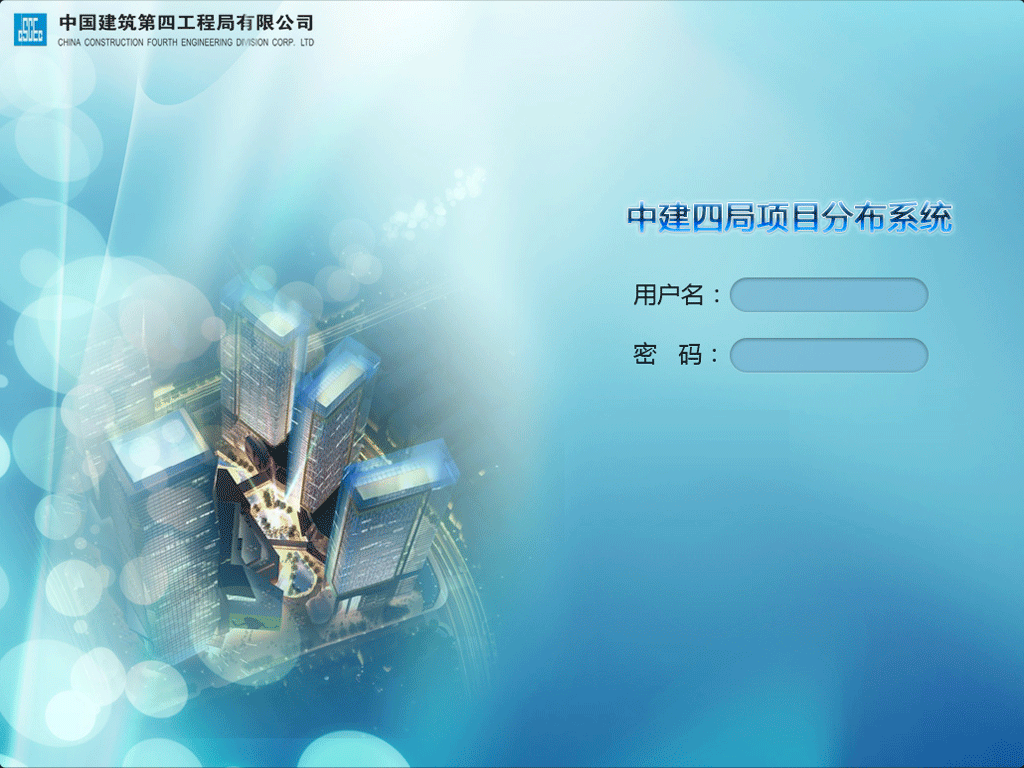 中国建筑第四工程局有限公司
CHINA CONSTRUCTION FOURTH ENGINEERING DIVISION CORP. LTD
中建四局项目分布系统
用户名：
密 码：